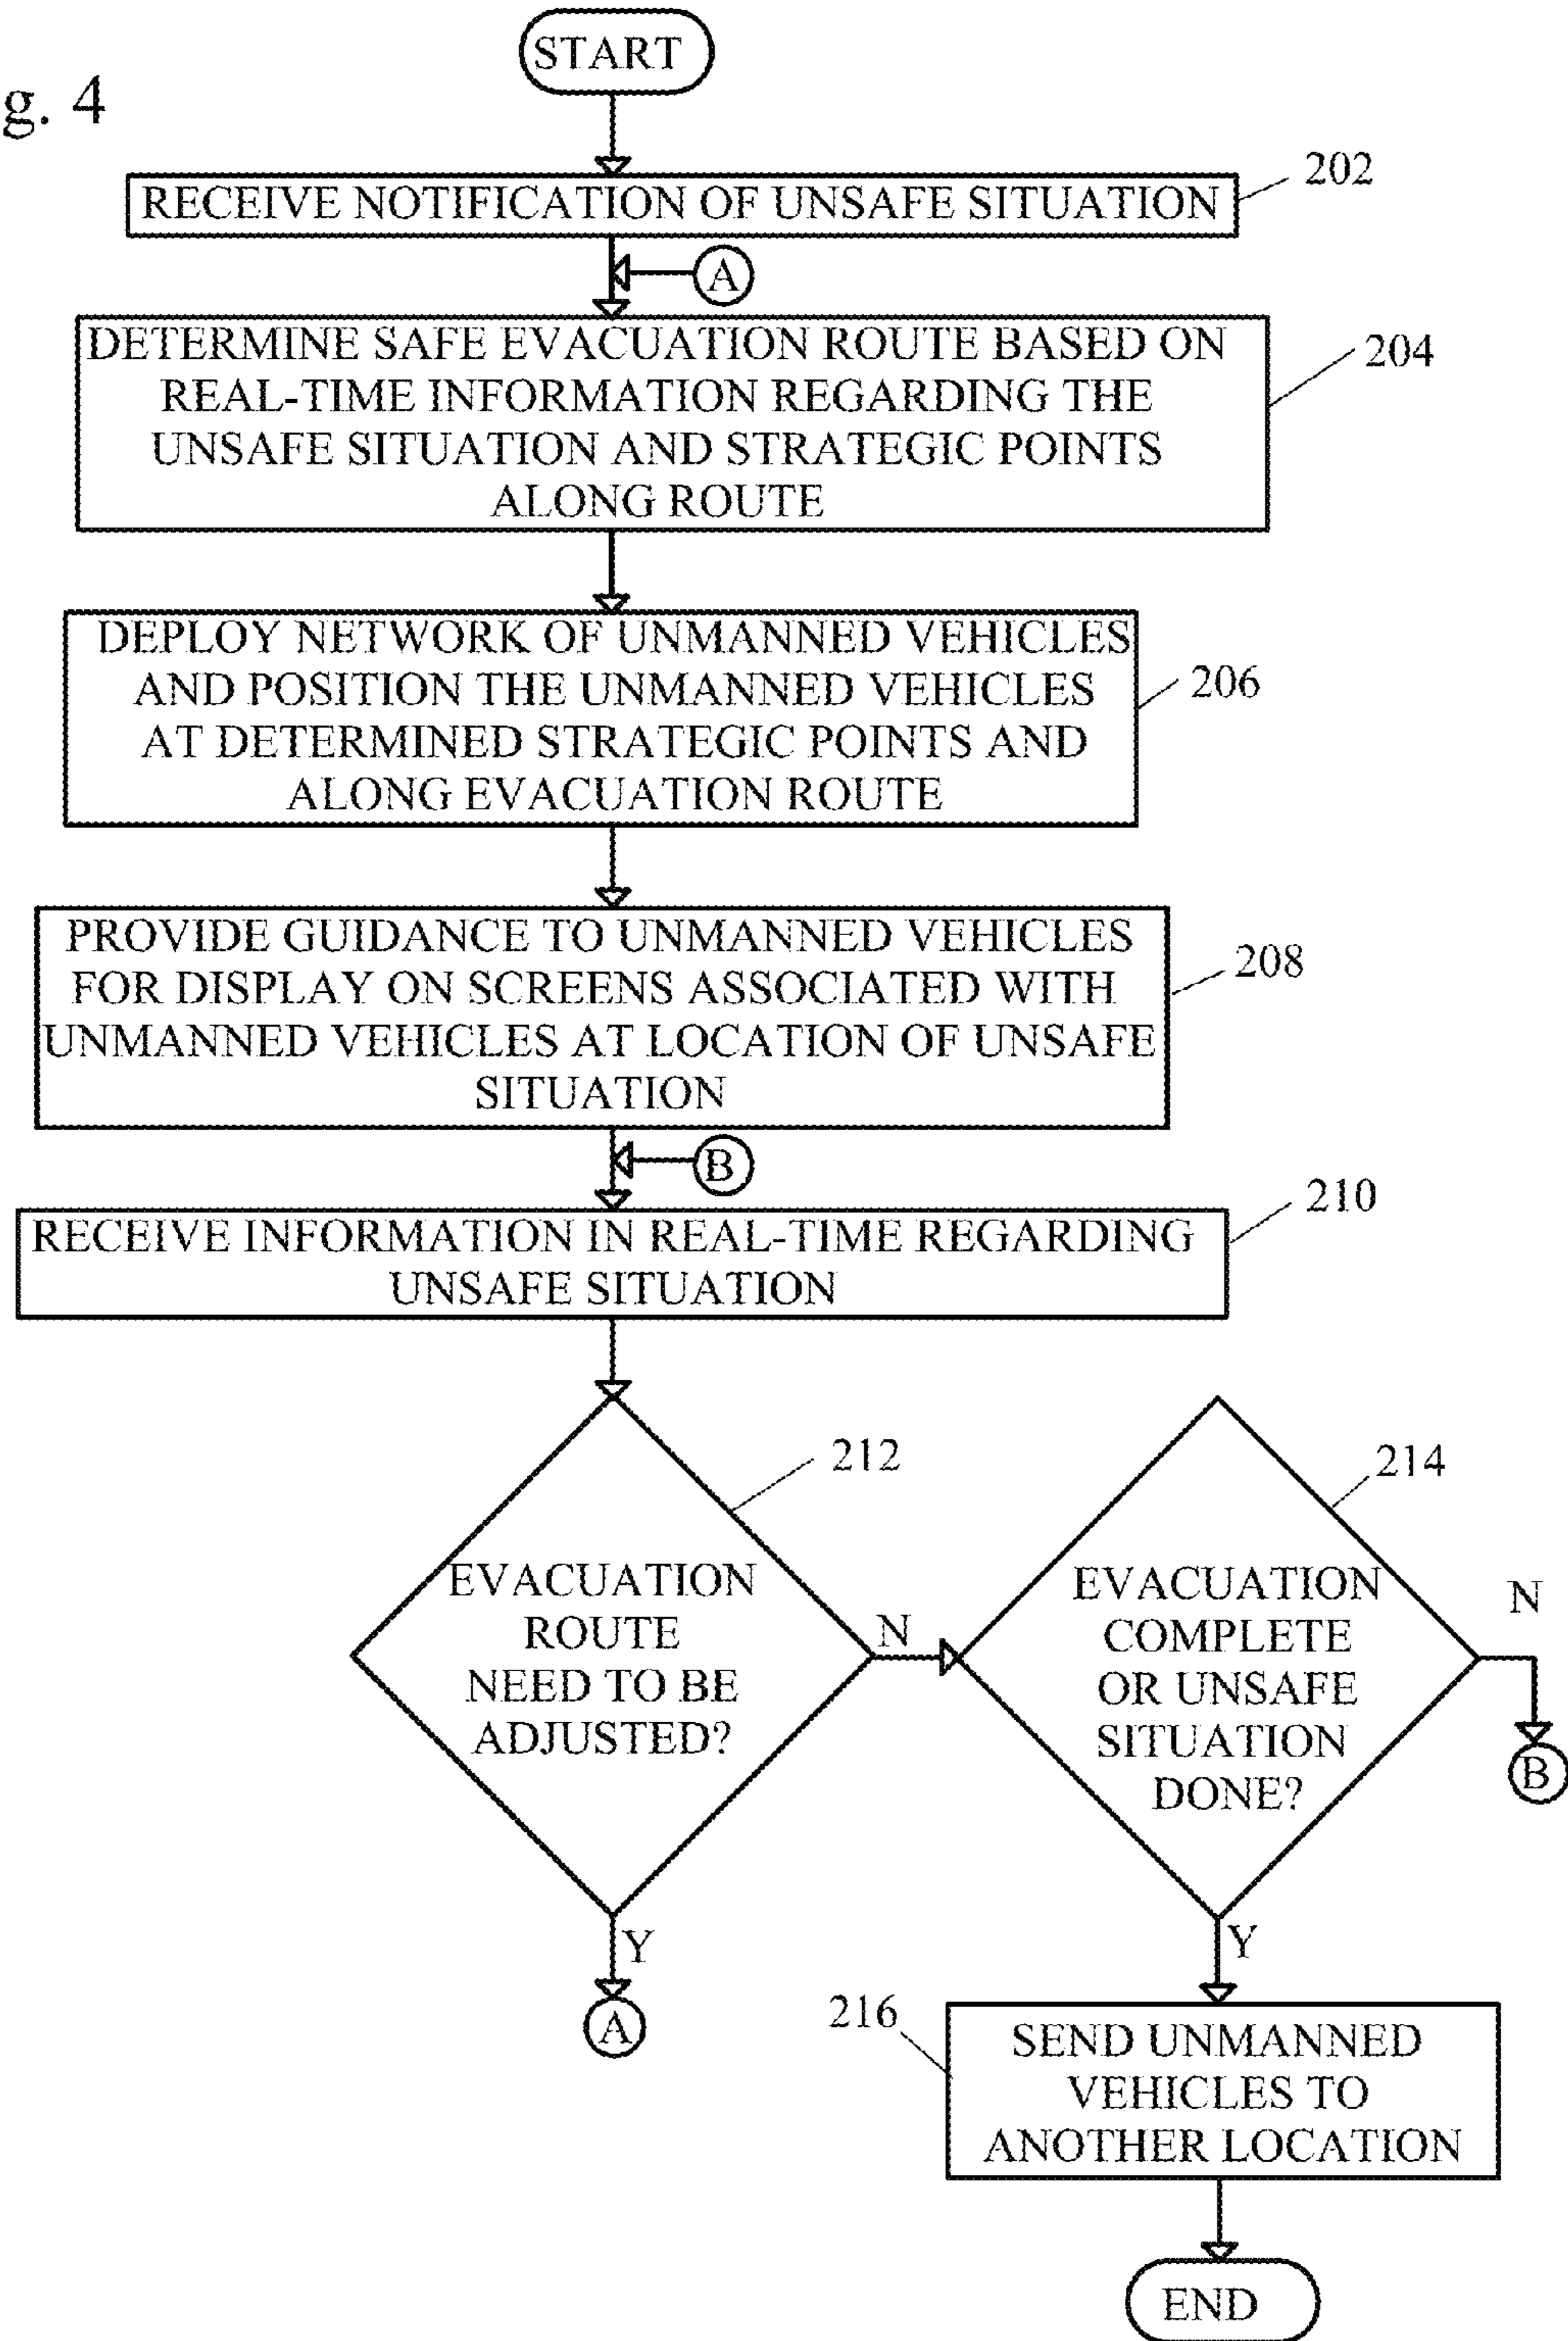 START
g. 4
RECEIVE NOTIFICATION OF UNSAFE SITUATION
202
A
DETERMINE SAFE EVACUATION ROUTE BASED ON
REAL-TIME INFORMATION REGARDING THE
UNSAFE SITUATION AND STRATEGIC POINTS
ALONG ROUTE
204
DEPLOY NETWORK OF UNMANNED VEHICLES
AND POSITION THE UNMANNED VEHICLES
AT DETERMINED STRATEGIC POINTS AND
ALONG EVACUATION ROUTE
206
PROVIDE GUIDANCE TO UNMANNED VEHICLES
FOR DISPLAY ON SCREENS ASSOCIATED WITH
UNMANNED VEHICLES AT LOCATION OF UNSAFE
SITUATION
208
B
RECEIVE INFORMATION IN REAL-TIME REGARDING
UNSAFE SITUATION
210
212
EVACUATION
ROUTE
NEED TO BE
ADJUSTED?
N
Y
A
214
EVACUATION
COMPLETE
OR UNSAFE
SITUATION
DONE?
N
B
Y
216
SEND UNMANNED
VEHICLES TO
ANOTHER LOCATION
END